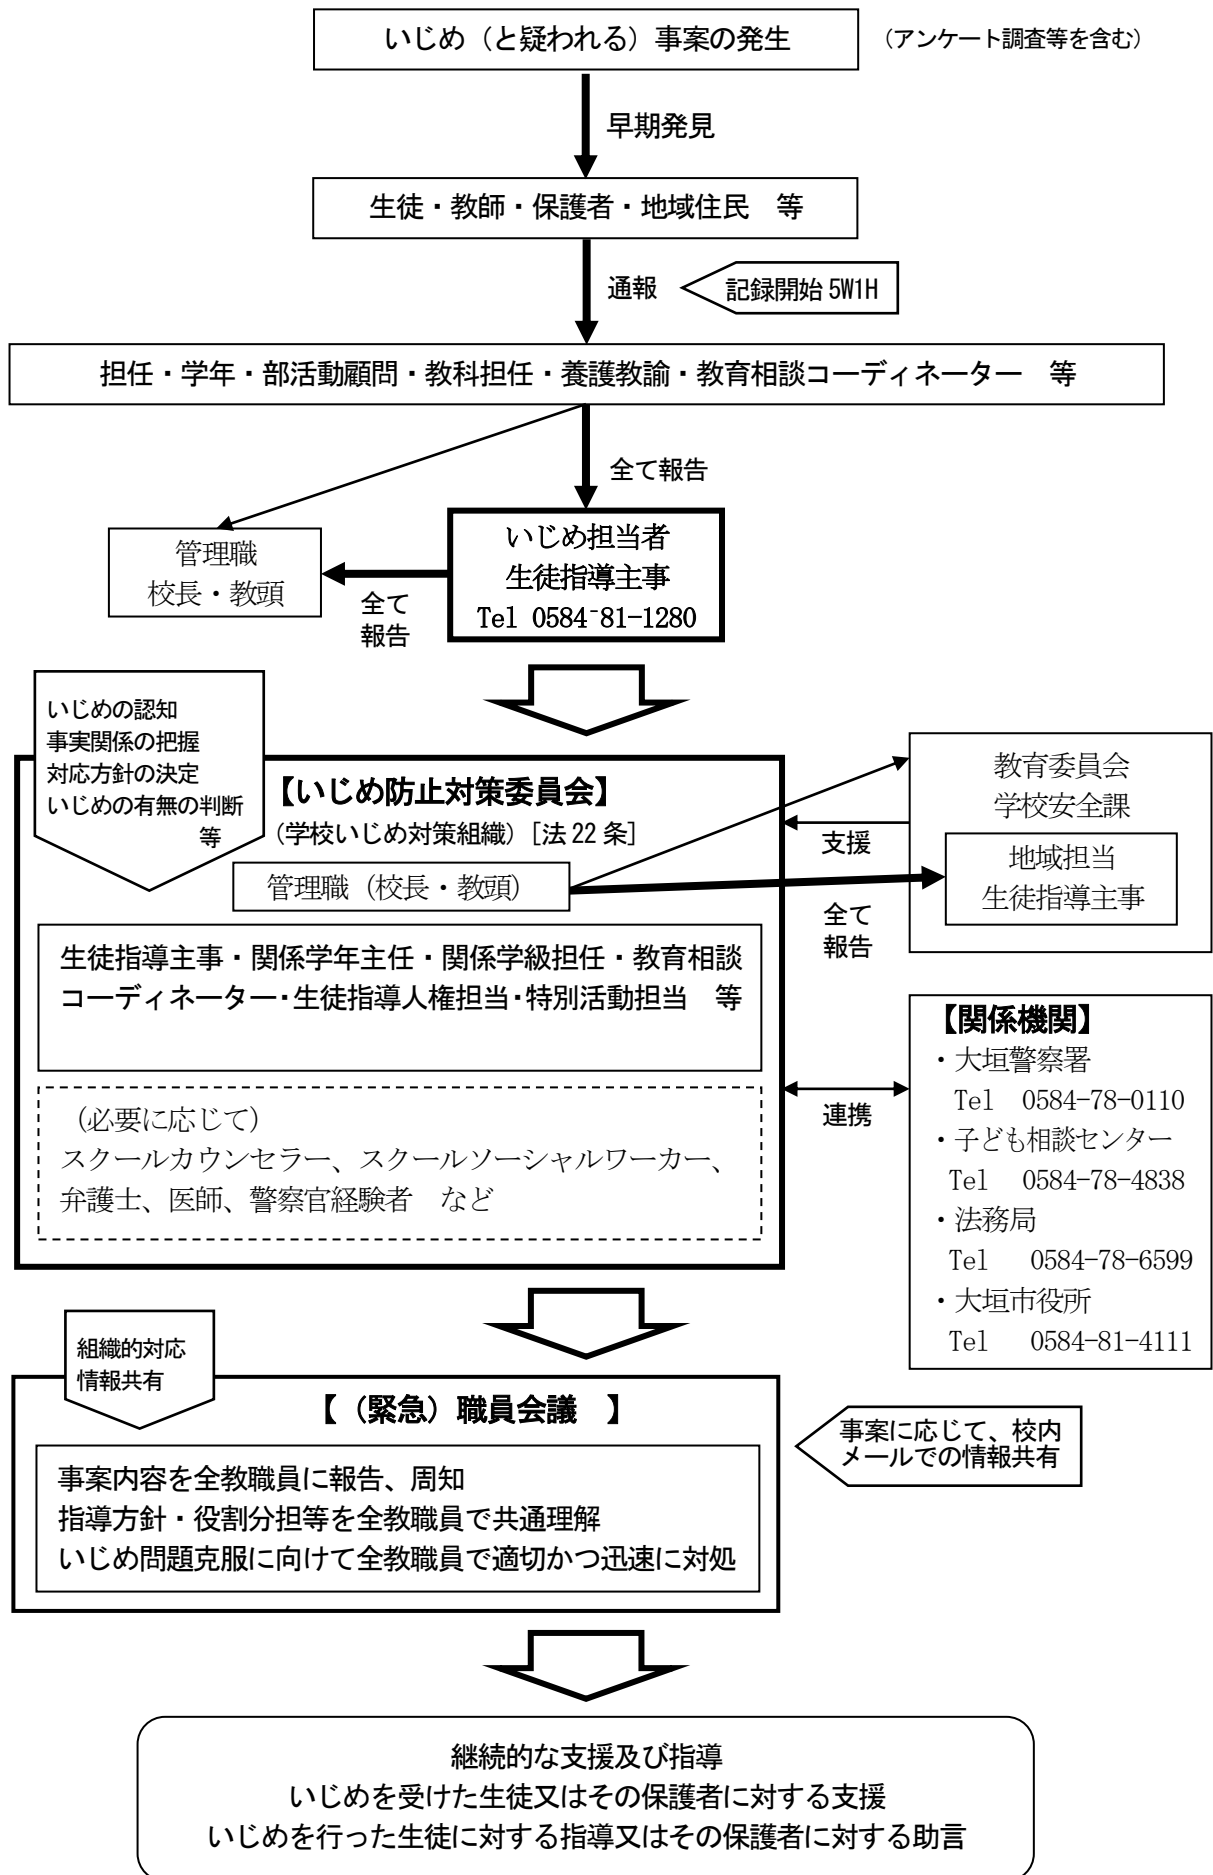 いじめ（と疑われる）事案の発生
（アンケート調査等を含む）
早期発見
生徒・教師・保護者・地域住民　等
通報
記録開始 5W1H
担任・学年・部活動顧問・教科担任・養護教諭・教育相談コーディネーター　等
全て報告
いじめ担当者
生徒指導主事
Tel 0584⁻81-1280
管理職
校長・教頭
全て
報告
いじめの認知
事実関係の把握
対応方針の決定
いじめの有無の判断
等
【いじめ防止対策委員会】
（学校いじめ対策組織）［法 22 条］
管理職（校長・教頭）
教育委員会
学校安全課
支援
地域担当
生徒指導主事
全て
報告
生徒指導主事・関係学年主任・関係学級担任・教育相談
コーディネーター・生徒指導人権担当・特別活動担当　等
（必要に応じて）
スクールカウンセラー、スクールソーシャルワーカー、
弁護士、医師、警察官経験者　など
連携
【関係機関】
・大垣警察署
Tel　0584-78-0110
・子ども相談センター
Tel　0584-78-4838
・法務局
Tel　0584-78-6599
・大垣市役所
Tel　0584-81-4111
組織的対応
情報共有
【（緊急）職員会議　】
事案に応じて、校内
メールでの情報共有
事案内容を全教職員に報告、周知
指導方針・役割分担等を全教職員で共通理解
いじめ問題克服に向けて全教職員で適切かつ迅速に対処
継続的な支援及び指導
いじめを受けた生徒又はその保護者に対する支援
いじめを行った生徒に対する指導又はその保護者に対する助言